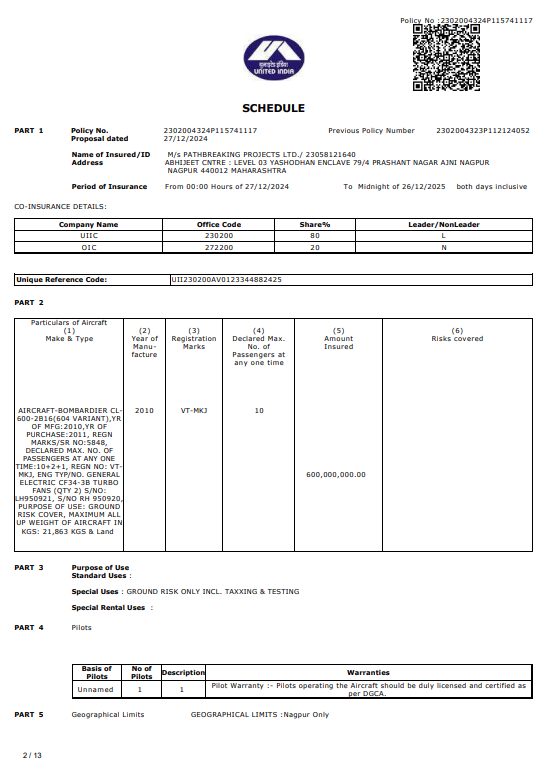 Policy No :2302004324P115741117
यूनाइटेड इंडिया
UNITED INDIA
SCHEDULE
PART 1 Policy No. 2302004324P115741117 Previous Policy Number 2302004323P112124052
Proposal dated 27/12/2024
Name of Insured/ID M/s PATHBREAKING PROJECTS LTD./ 23058121640
Address ABHIJEET CNTRE : LEVEL 03 YASHODHAN ENCLAVE 79/4 PRASHANT NAGAR AJNI NAGPUR
NAGPUR 440012 MAHARASHTRA
Period of Insurance From 00:00 Hours of 27/12/2024 To Midnight of 26/12/2025 both days inclusive
CO-INSURANCE DETAILS:
Company Name Office Code Share% Leader/NonLeader
UIIC 230200 80 L
OIC 272200 20 N
Unique Reference Code: UII230200AV0123344882425
PART 2
Particulars of Aircraft
(1)
Make & Type
(2)
Year of
Manu-
facture
(3)
Registration
Marks
(4)
Declared Max.
No. of
Passengers at
any one time
(5)
Amount
Insured
(6)
Risks covered
AIRCRAFT-BOMBARDIER CL-
600-2B16(604 VARIANT),YR
OF MFG:2010,YR OF
PURCHASE:2011, REGN
MARKS/SR NO:5848,
DECLARED MAX. NO. OF
PASSENGERS AT ANY ONE
TIME:10+2+1, REGN NO: VT-
MKJ, ENG TYP/NO. GENERAL
ELECTRIC CF34-3B TURBO
FANS (QTY 2) S/NO:
LH950921, S/NO RH 950920,
PURPOSE OF USE: GROUND
RISK COVER, MAXIMUM ALL
UP WEIGHT OF AIRCRAFT IN
KGS: 21,863 KGS & Land
2010
VT-MKJ
10
600,000,000.00
PART 3 Purpose of Use
Standard Uses :
Special Uses : GROUND RISK ONLY INCL. TAXXING & TESTING
Special Rental Uses :
PART 4 Pilots
Basis of
Pilots
No of
Pilots
Description
Warranties
Unnamed 1 1 Pilot Warranty :- Pilots operating the Aircraft should be duly licensed and certified as
per DGCA.
PART 5 Geographical Limits GEOGRAPHICAL LIMITS :Nagpur Only
2 / 13